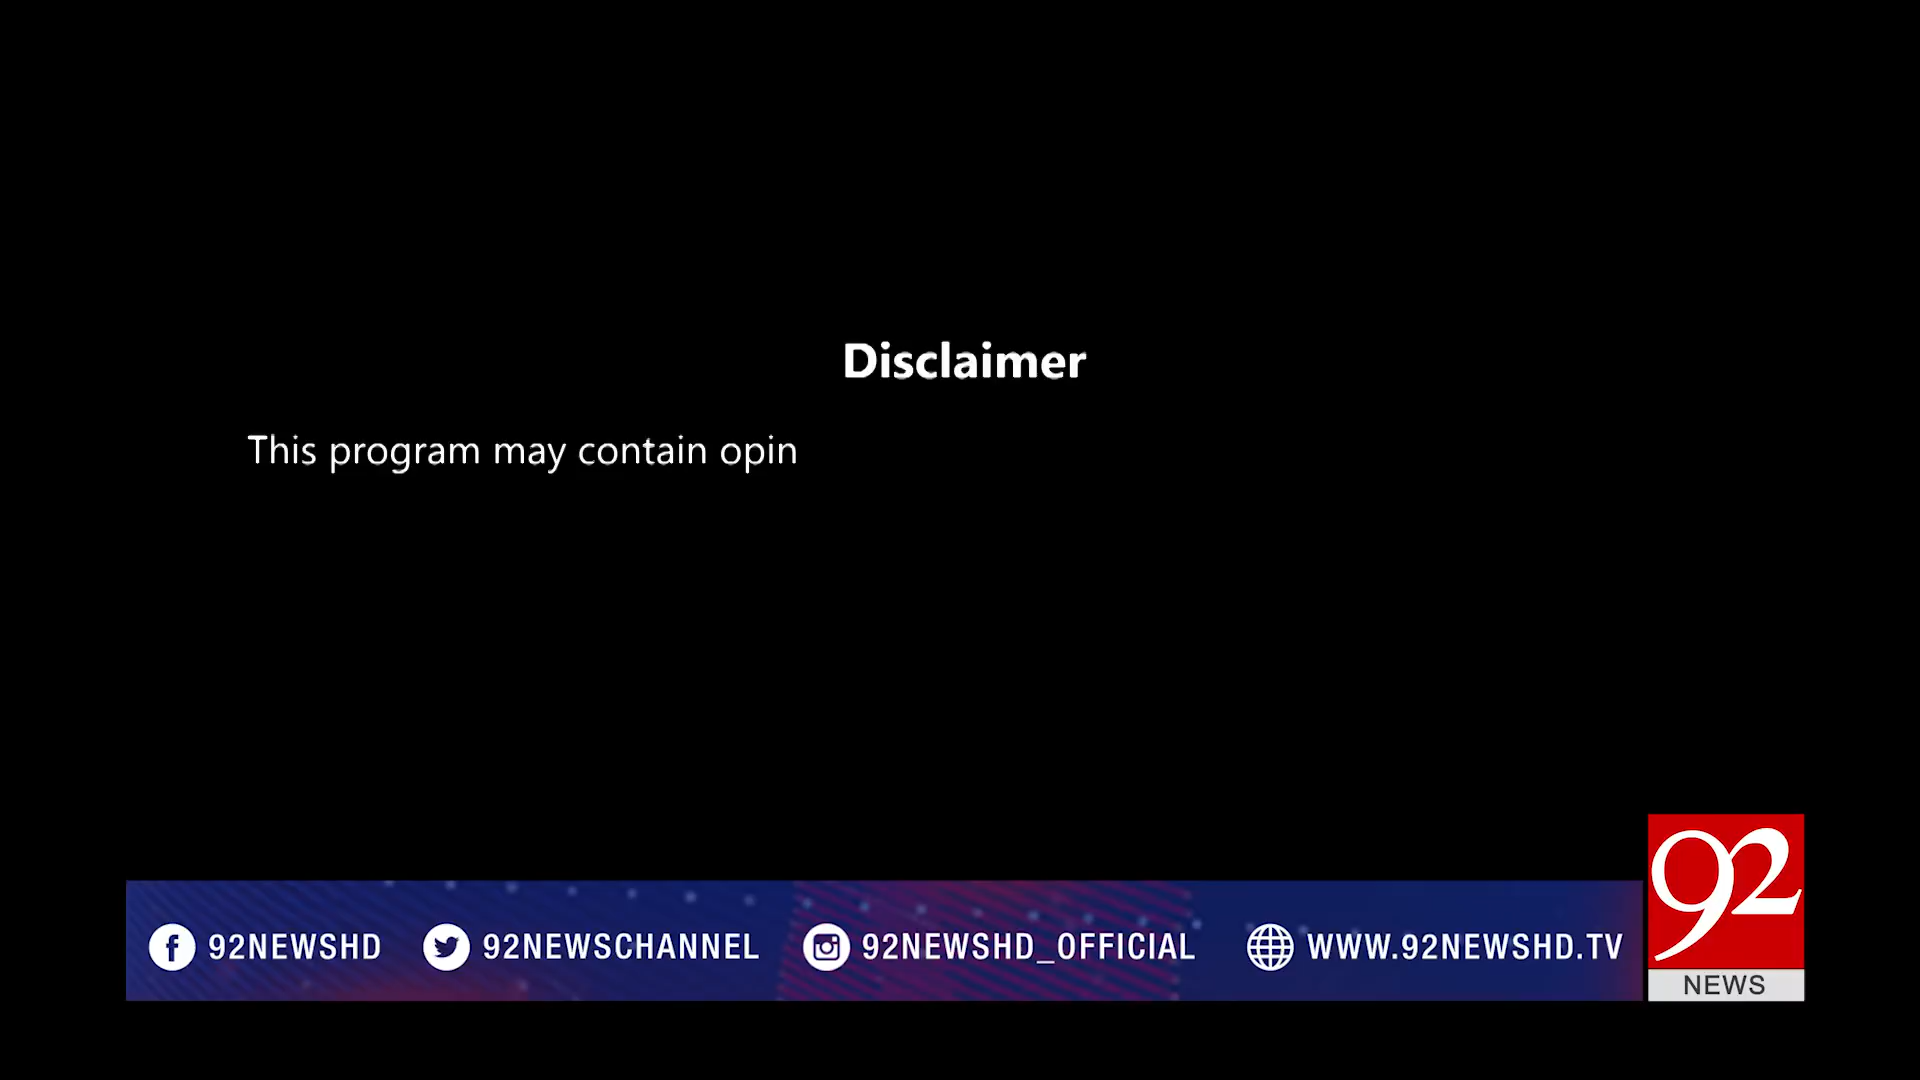 Disclaimer
This program may contain opin
92NEWSHD 92NEWSCHANNEL 92NEWSHD_OFFICIAL WWW.92NEWSHD.TV
92
NEWS